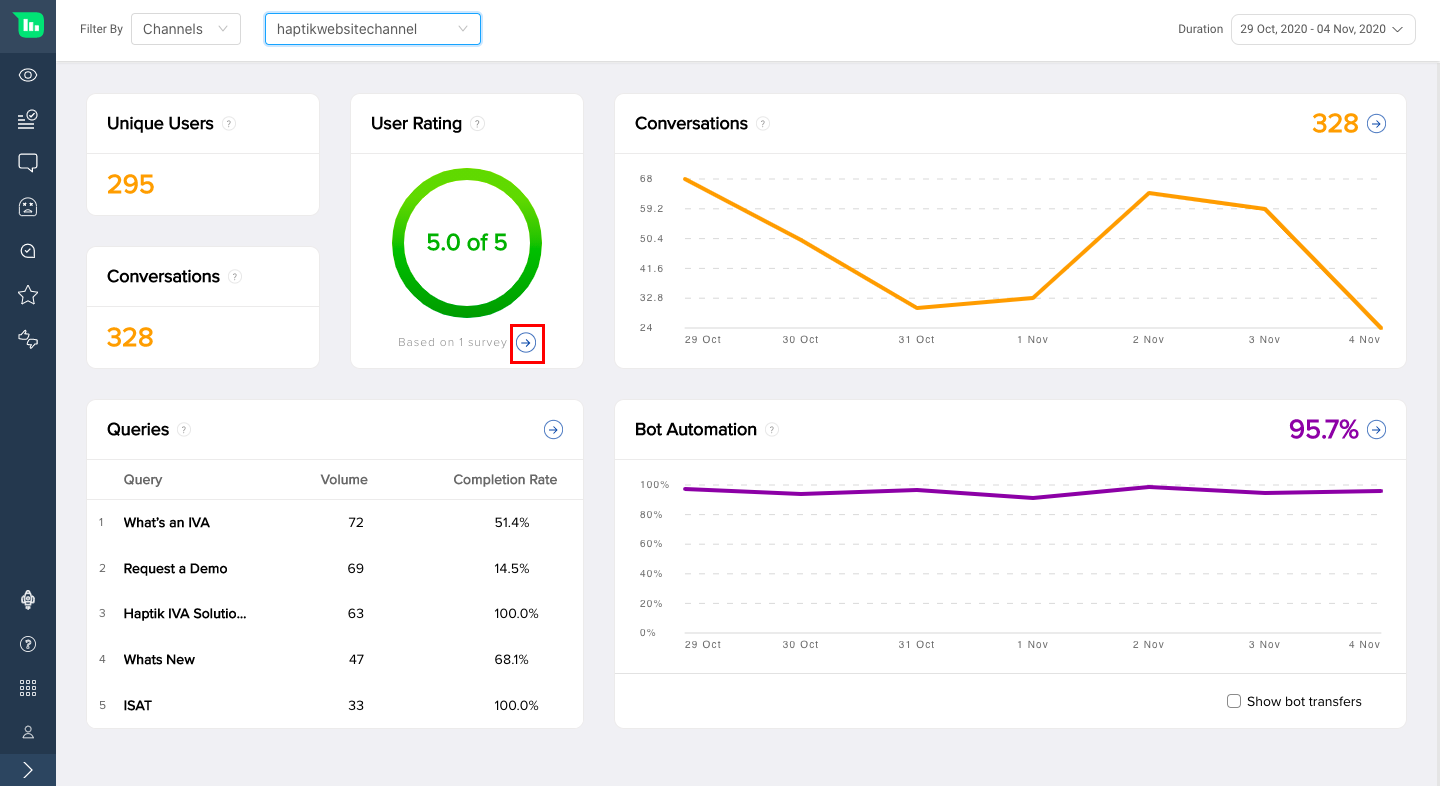 Filter By Channels haptikwebsitechannel Duration 29 Oct, 2020 - 04 Nov, 2020
Unique Users ?
295
Conversations ?
328
User Rating ?
5.0 of 5
Based on 1 survey
Conversations ? 328
68
59.2
50.4
41.6
32.8
24
29 Oct 30 Oct 31 Oct 1 Nov 2 Nov 3 Nov 4 Nov
Queries ?
Query Volume Completion Rate
1 What's an IVA 72 51.4%
2 Request a Demo 69 14.5%
3 Haptik IVA Solutio... 63 100.0%
4 Whats New 47 68.1%
5 ISAT 33 100.0%
Bot Automation ? 95.7%
100%
80%
60%
40%
20%
0%
29 Oct 30 Oct 31 Oct 1 Nov 2 Nov 3 Nov 4 Nov
Show bot transfers
?